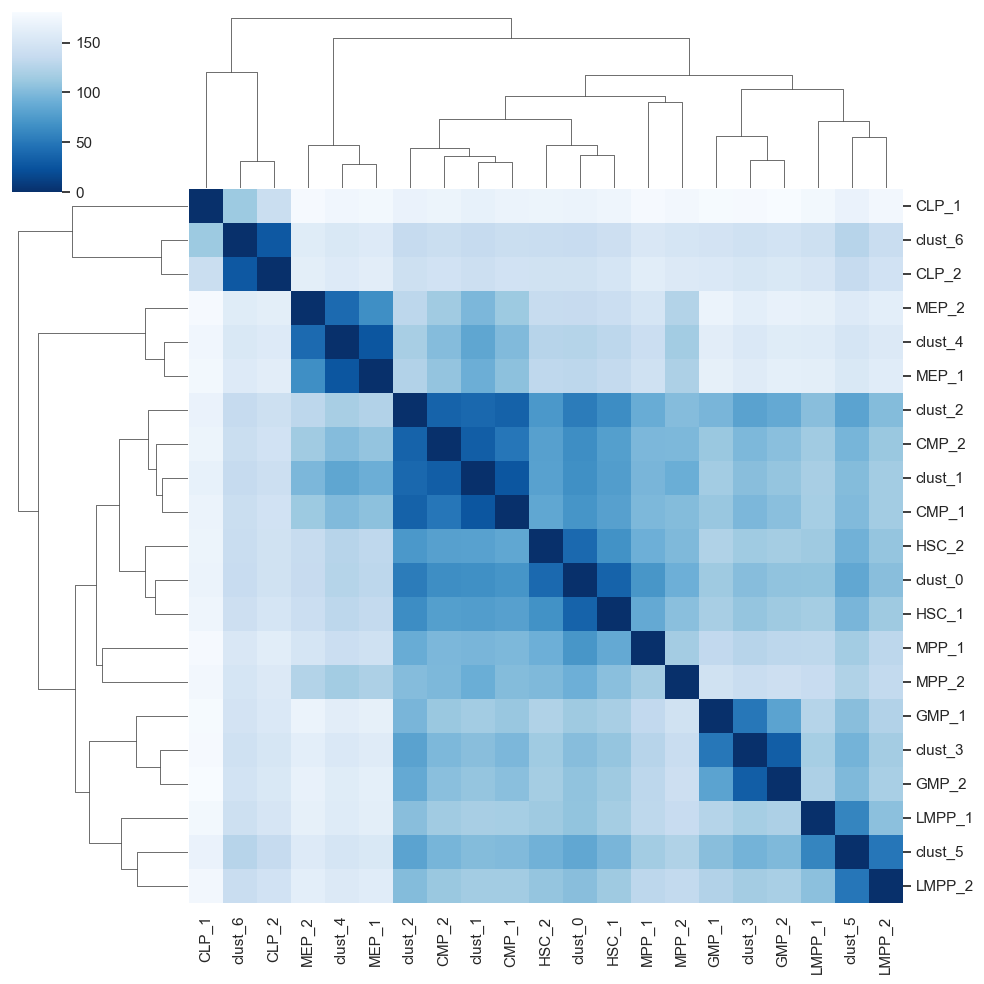 150
100
50
0
CLP_1
clust_6
CLP_2
MEP_2
clust_4
MEP_1
clust_2
CMP_2
clust_1
CMP_1
HSC_2
clust_0
HSC_1
MPP_1
MPP_2
GMP_1
clust_3
GMP_2
LMPP_1
clust_5
LMPP_2
CLP_1
clust_6
CLP_2
MEP_2
clust_4
MEP_1
clust_2
CMP_2
clust_1
CMP_1
HSC_2
clust_0
HSC_1
MPP_1
MPP_2
GMP_1
clust_3
GMP_2
LMPP_1
clust_5
LMPP_2